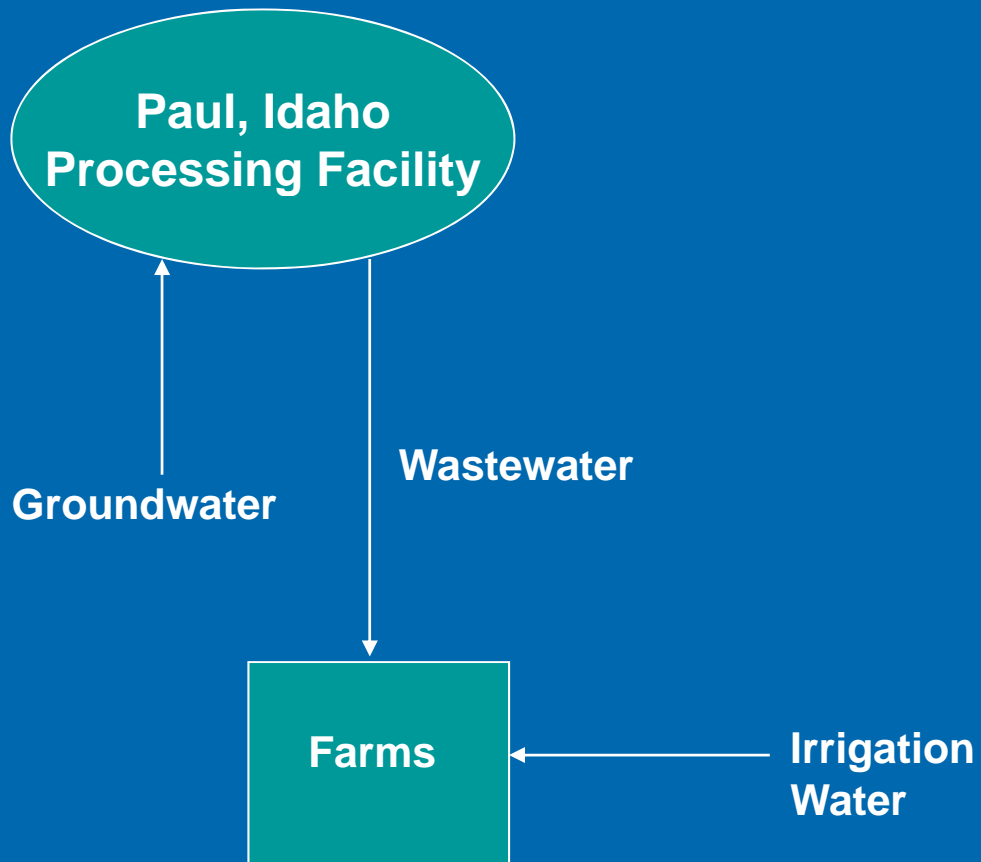 Paul, Idaho
Processing Facility
Wastewater
Groundwater
Farms
Irrigation
Water